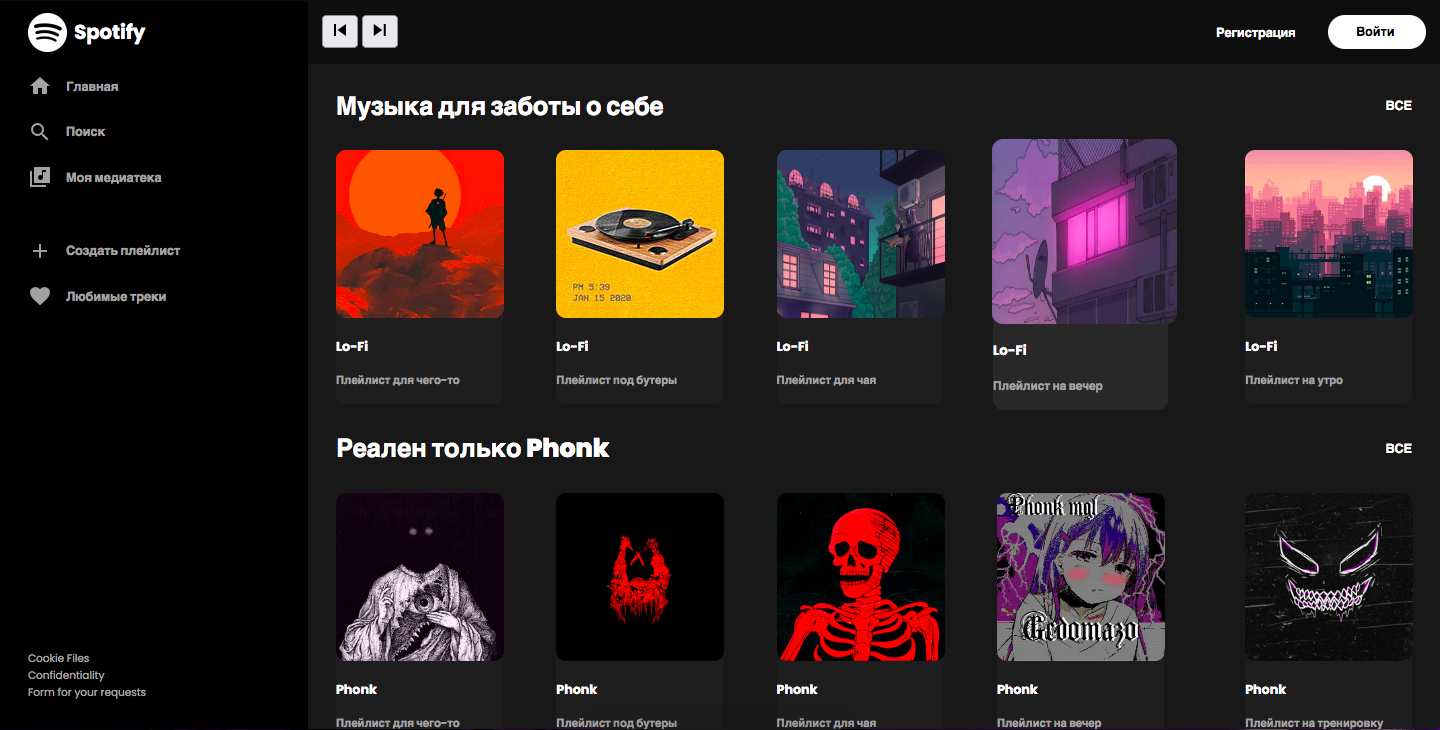 Spotify
Регистрация
Войти
Главная
Поиск
Моя медиатека
Создать плейлист
Любимые треки
Cookie Files
Confidentiality
Form for your requests
Музыка для заботы о себе
ВСЕ
PM 5:39
JAN 15 2020
Lo-Fi
Плейлист для чего-то
Lo-Fi
Плейлист под бутеры
Lo-Fi
Плейлист для чая
Lo-Fi
Плейлист на вечер
Lo-Fi
Плейлист на утро
Реален только Phonk
ВСЕ
Phonk mgl
Gedomazo
Phonk
Плейлист для чего-то
Phonk
Плейлист под бутеры
Phonk
Плейлист для чая
Phonk
Плейлист на вечер
Phonk
Плейлист на тренировку